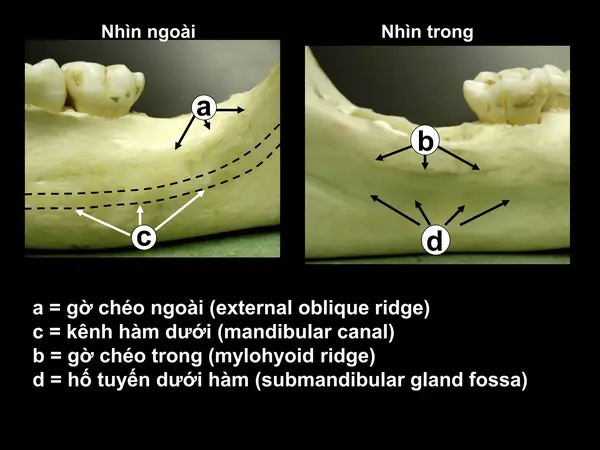 Nhìn ngoài
Nhìn trong
a
b
c
d
a = gờ chéo ngoài (external oblique ridge)
c = kênh hàm dưới (mandibular canal)
b = gờ chéo trong (mylohyoid ridge)
d = hố tuyến dưới hàm (submandibular gland fossa)